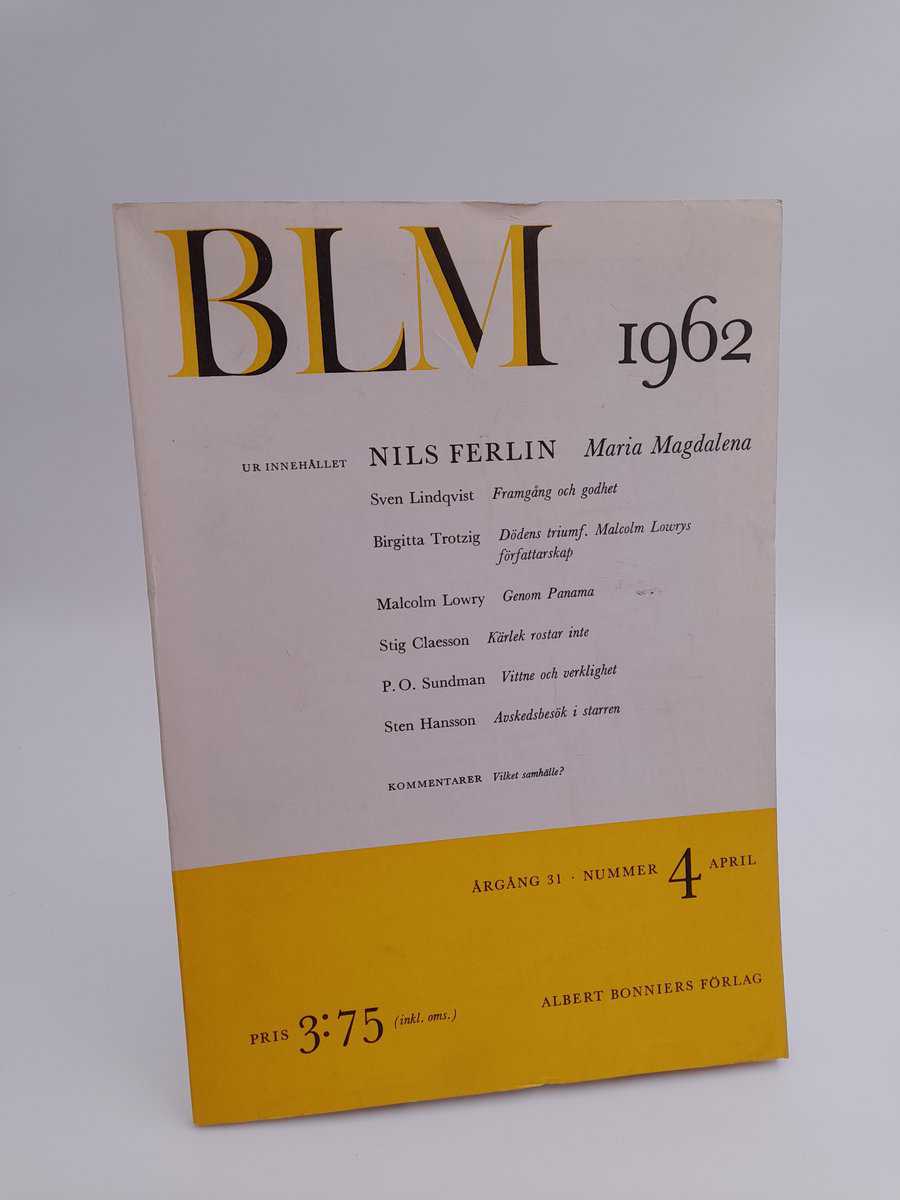 BLM 1962
UR INNEHÅLLET NILS FERLIN Maria Magdalena
Sven Lindqvist Framgång och godhet
Birgitta Trotzig Dödens triumf. Malcolm Lowrys
författarskap
Malcolm Lowry Genom Panama
Stig Claesson Kärlek rostar inte
P. O. Sundman Vittne och verklighet
Sten Hansson Avskedsbesök i starren
KOMMENTARER Vilket samhälle?
ÅRGÅNG 31 · NUMMER 4 APRIL
ALBERT BONNIERS FÖRLAG
PRIS 3:75 (inkl. oms.)